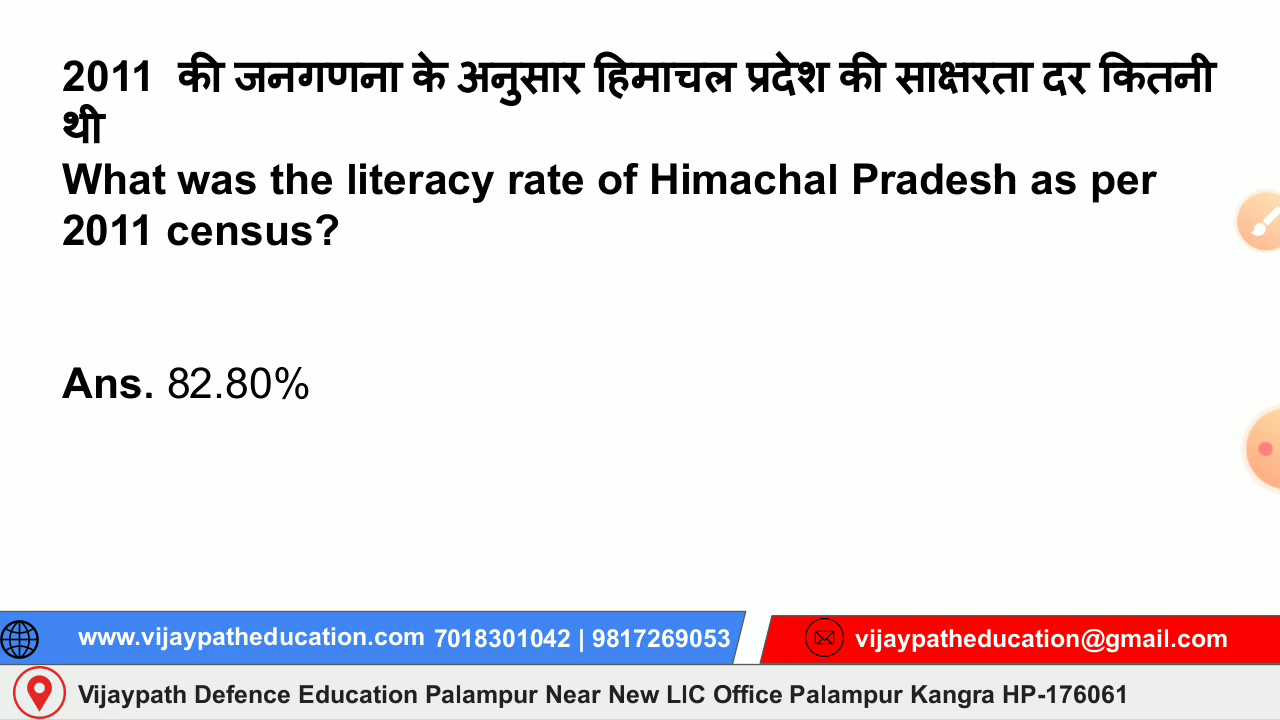 2011 की जनगणना के अनुसार हिमाचल प्रदेश की साक्षरता दर कितनी
थी
What was the literacy rate of Himachal Pradesh as per
2011 census?
Ans. 82.80%
www.vijaypatheducation.com 7018301042 | 9817269053
vijaypatheducation@gmail.com
Vijaypath Defence Education Palampur Near New LIC Office Palampur Kangra HP-176061